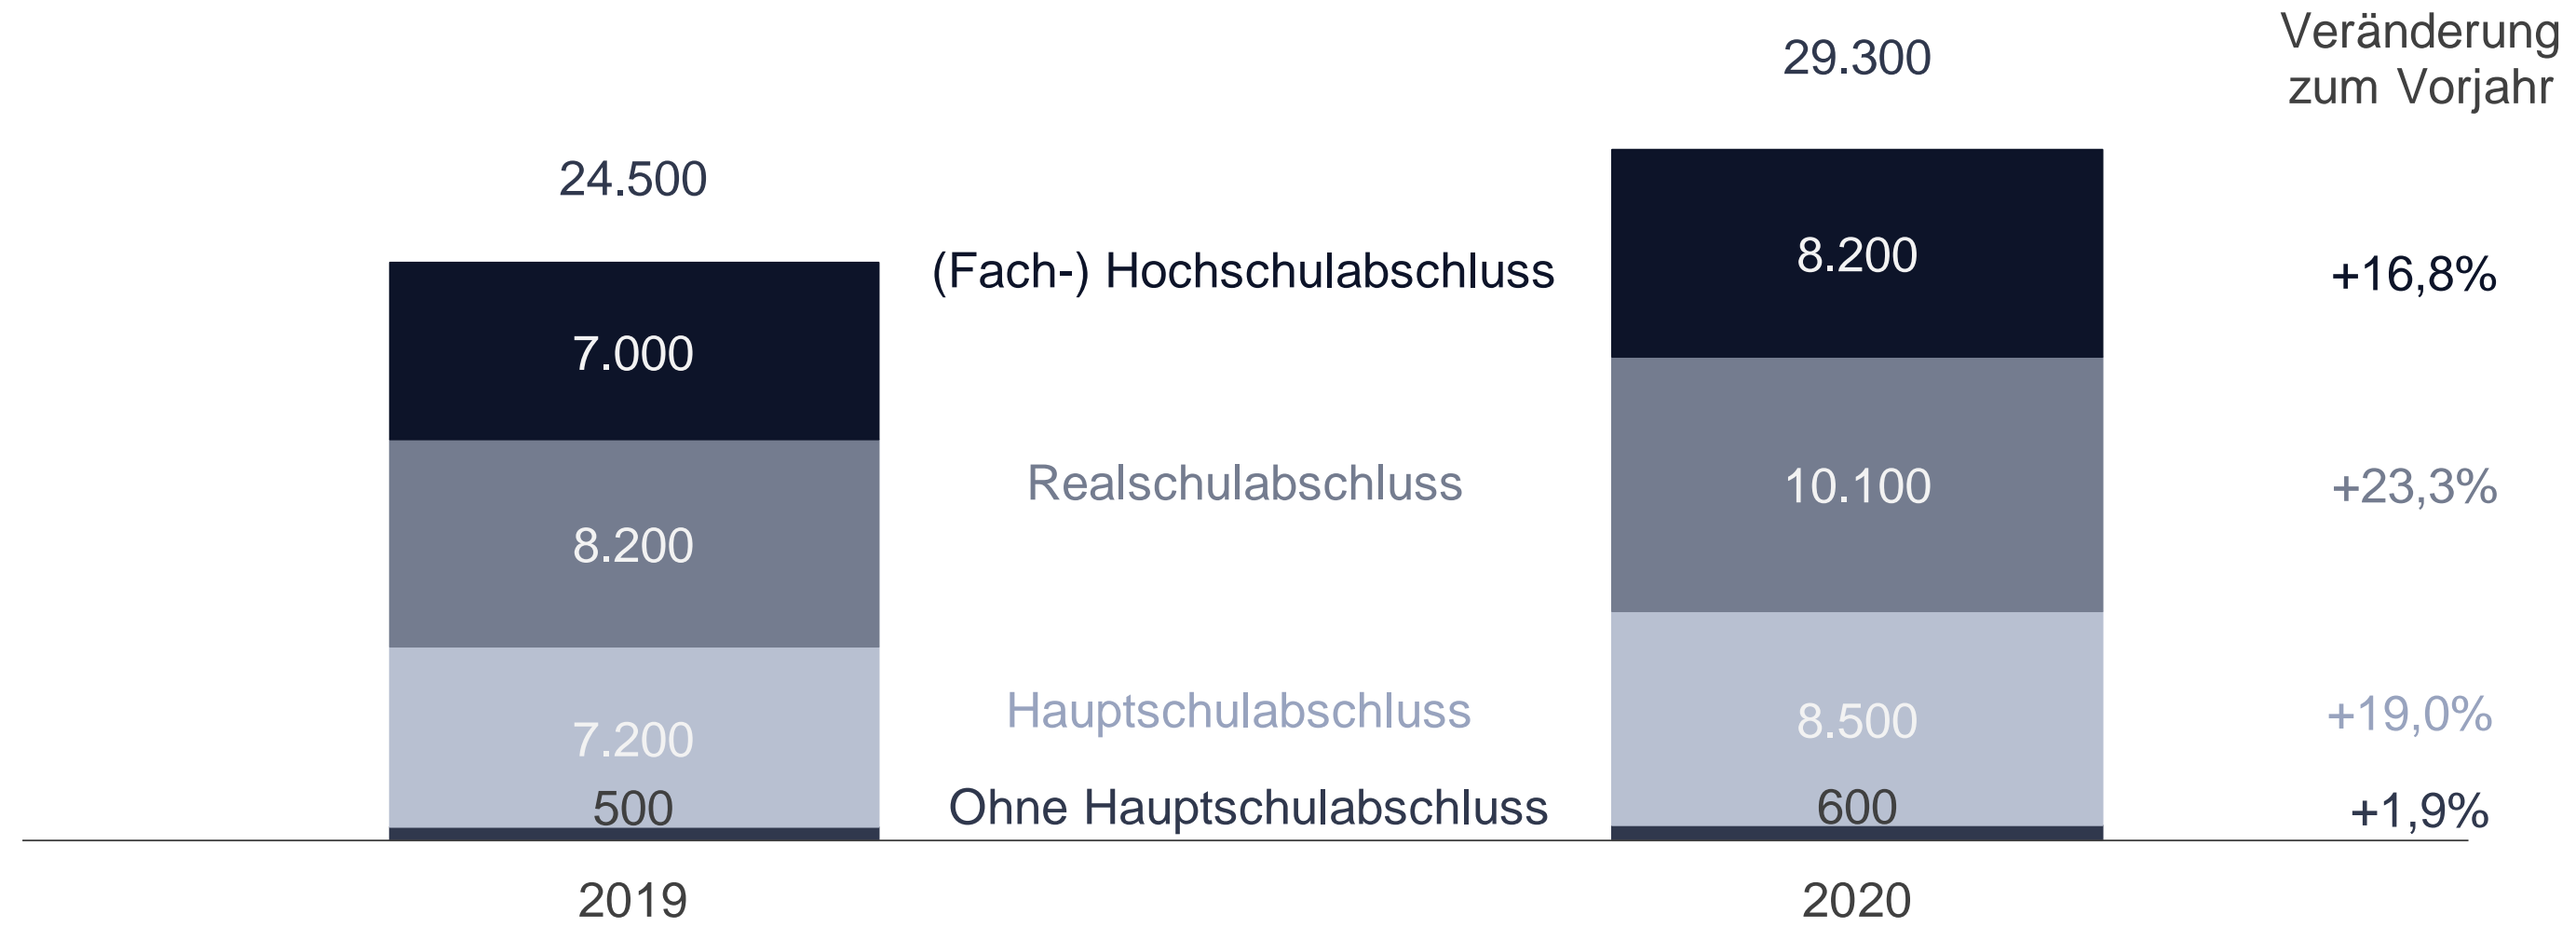 Veränderung
zum Vorjahr
29.300
24.500
(Fach-) Hochschulabschluss
8.200
+16,8%
7.000
Realschulabschluss
10.100
+23,3%
8.200
Hauptschulabschluss
8.500
+19,0%
7.200
500
Ohne Hauptschulabschluss
600
+1,9%
2019
2020